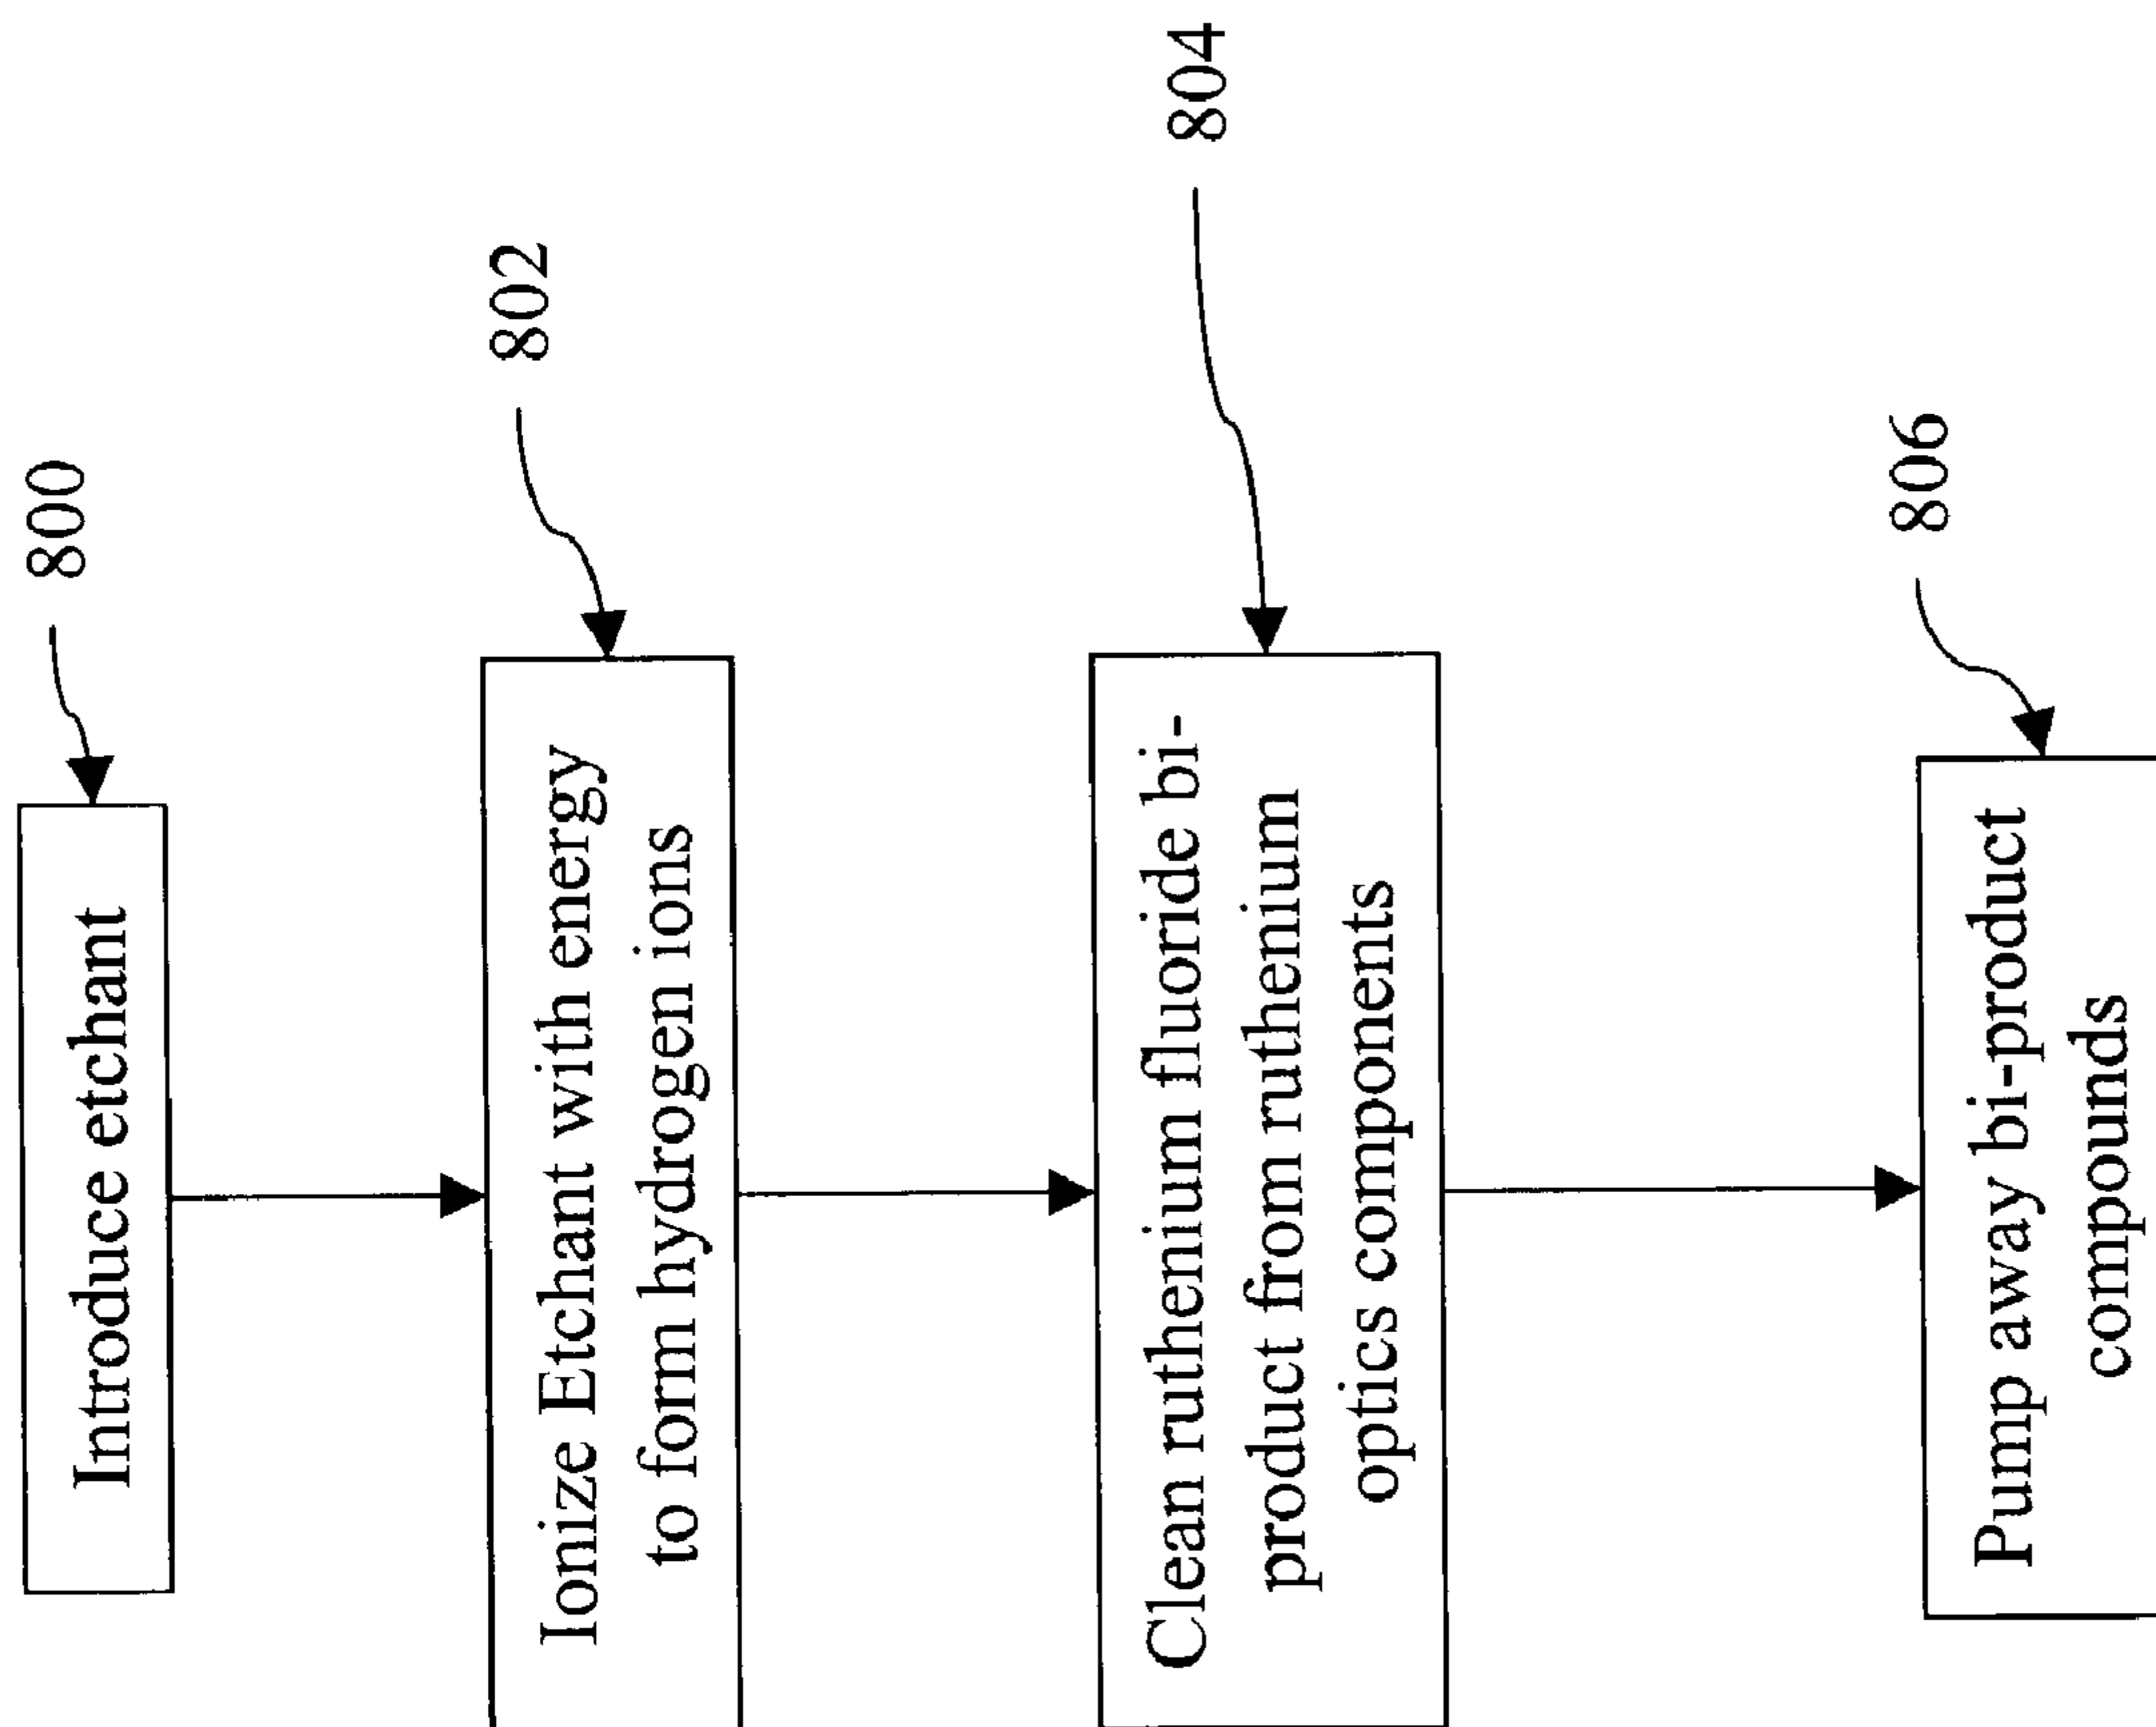 800
Introduce etchant
802
Ionize Etchant with energy
to form hydrogen ions
804
Clean ruthenium fluoride bi-
product from ruthenium
optics components
806
Pump away bi-product
compounds